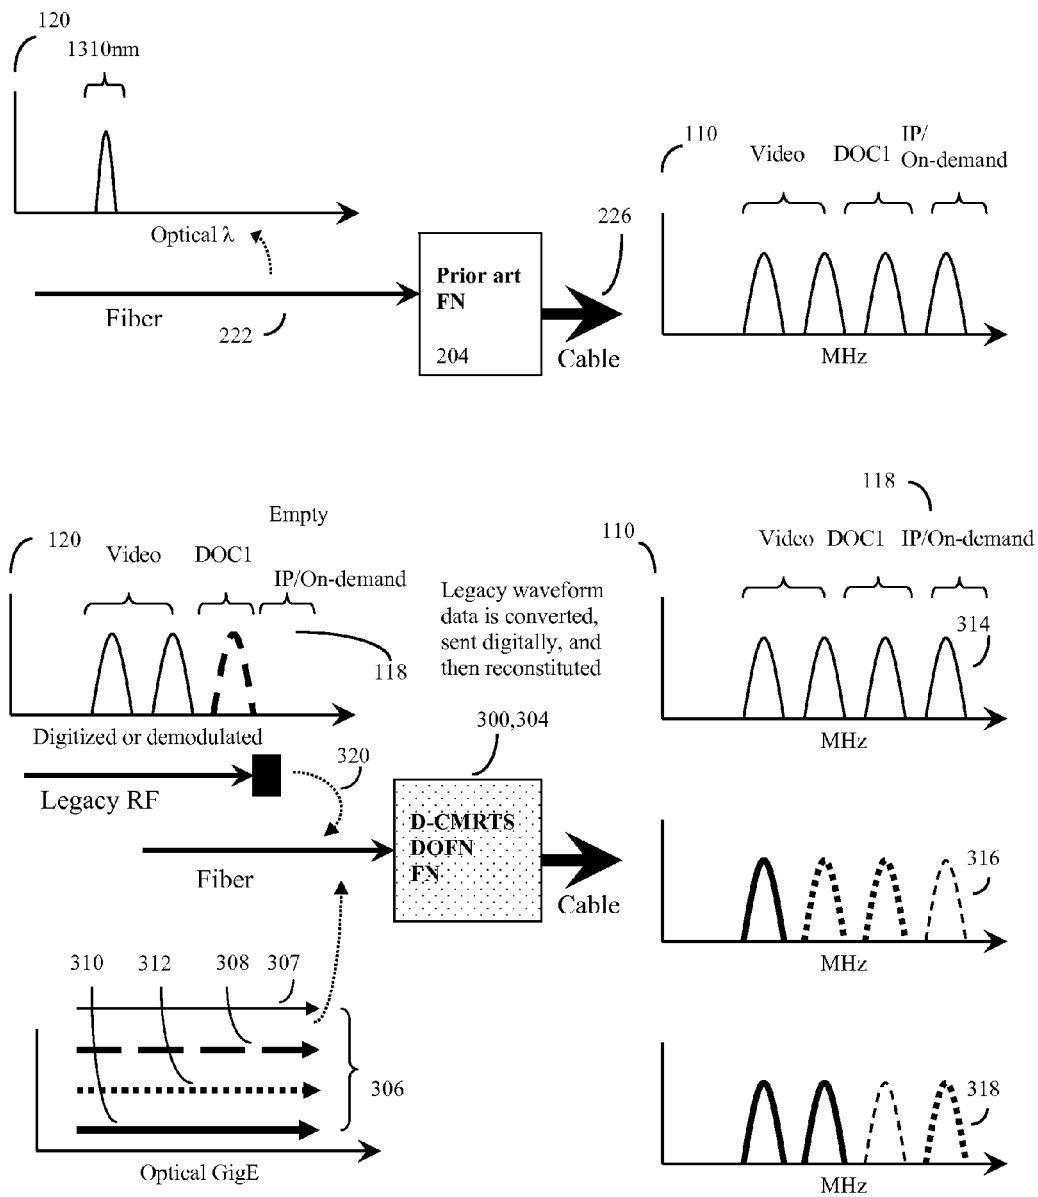 120
1310nm
Optical λ
Fiber
222
Prior art
FN
204
226
Cable
110
Video
DOC1
IP/
On-demand
MHz
120
Empty
Video
DOC1
IP/On-demand
118
Digitized or demodulated
Legacy RF
320
Fiber
Legacy waveform
data is converted,
sent digitally, and
then reconstituted
300,304
D-CMRTS
DOFN
FN
Cable
118
110
Video
DOC1
IP/On-demand
314
MHz
316
MHz
318
MHz
310
312
308
307
306
Optical GigE